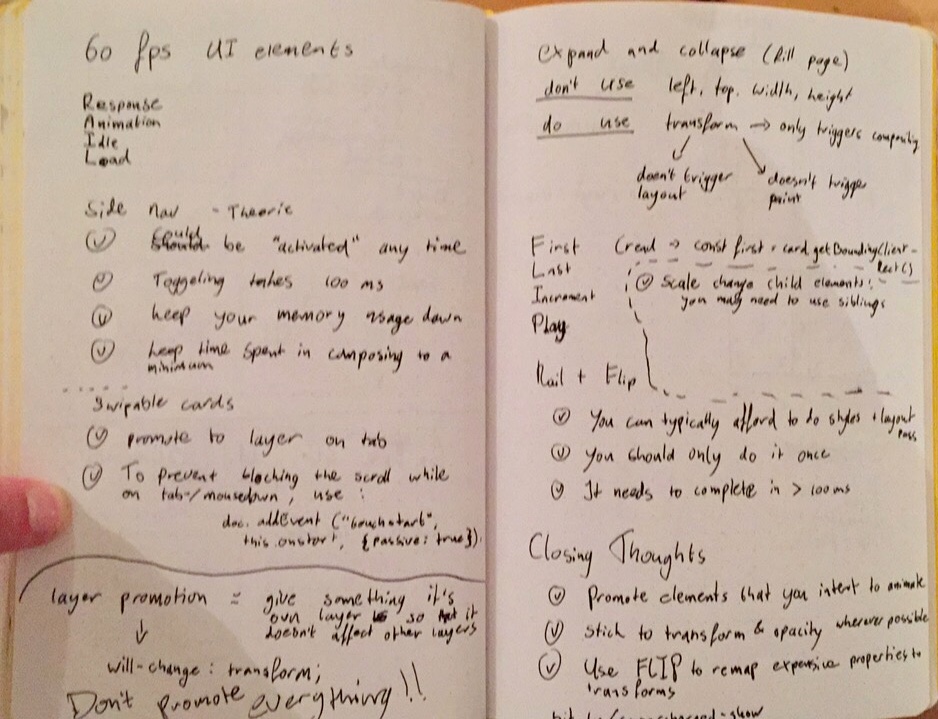 60 fps UI elements
Response
Animation
Idle
Load
Side nav - Theorie
could
should be "activated" any time
Toggeling takes 100 ms
keep your memory usage down
keep time spent in composing to a
minimum
Swipable cards
promote to layer on tab
To prevent blocking the scroll while
on tab-/mousedown, use :
doc. addEvent ("touchstart",
this.onstart, {passive: true}).
layer promotion = give something it's
own layer so it
doesn't affect other layers
↓
will-change : transform;
Don't promote everything!!
expand and collapse (fill page)
don't use left, top, width, height
do use transform → only triggers compositing
doesn't trigger
layout
doesn't trigger
paint
First (read → const first = card.getBoundingClient-
Rect()
Last
Scale change child elements!
Increment
you may need to use siblings
Play
Rail + Flip
You can typically afford to do styles + layout
pass
You should only do it once
It needs to complete in > 100ms
Closing Thoughts
Promote elements that you intent to animate
stick to transform & opacity wherever possible
Use FLIP to remap expensive properties to
transforms